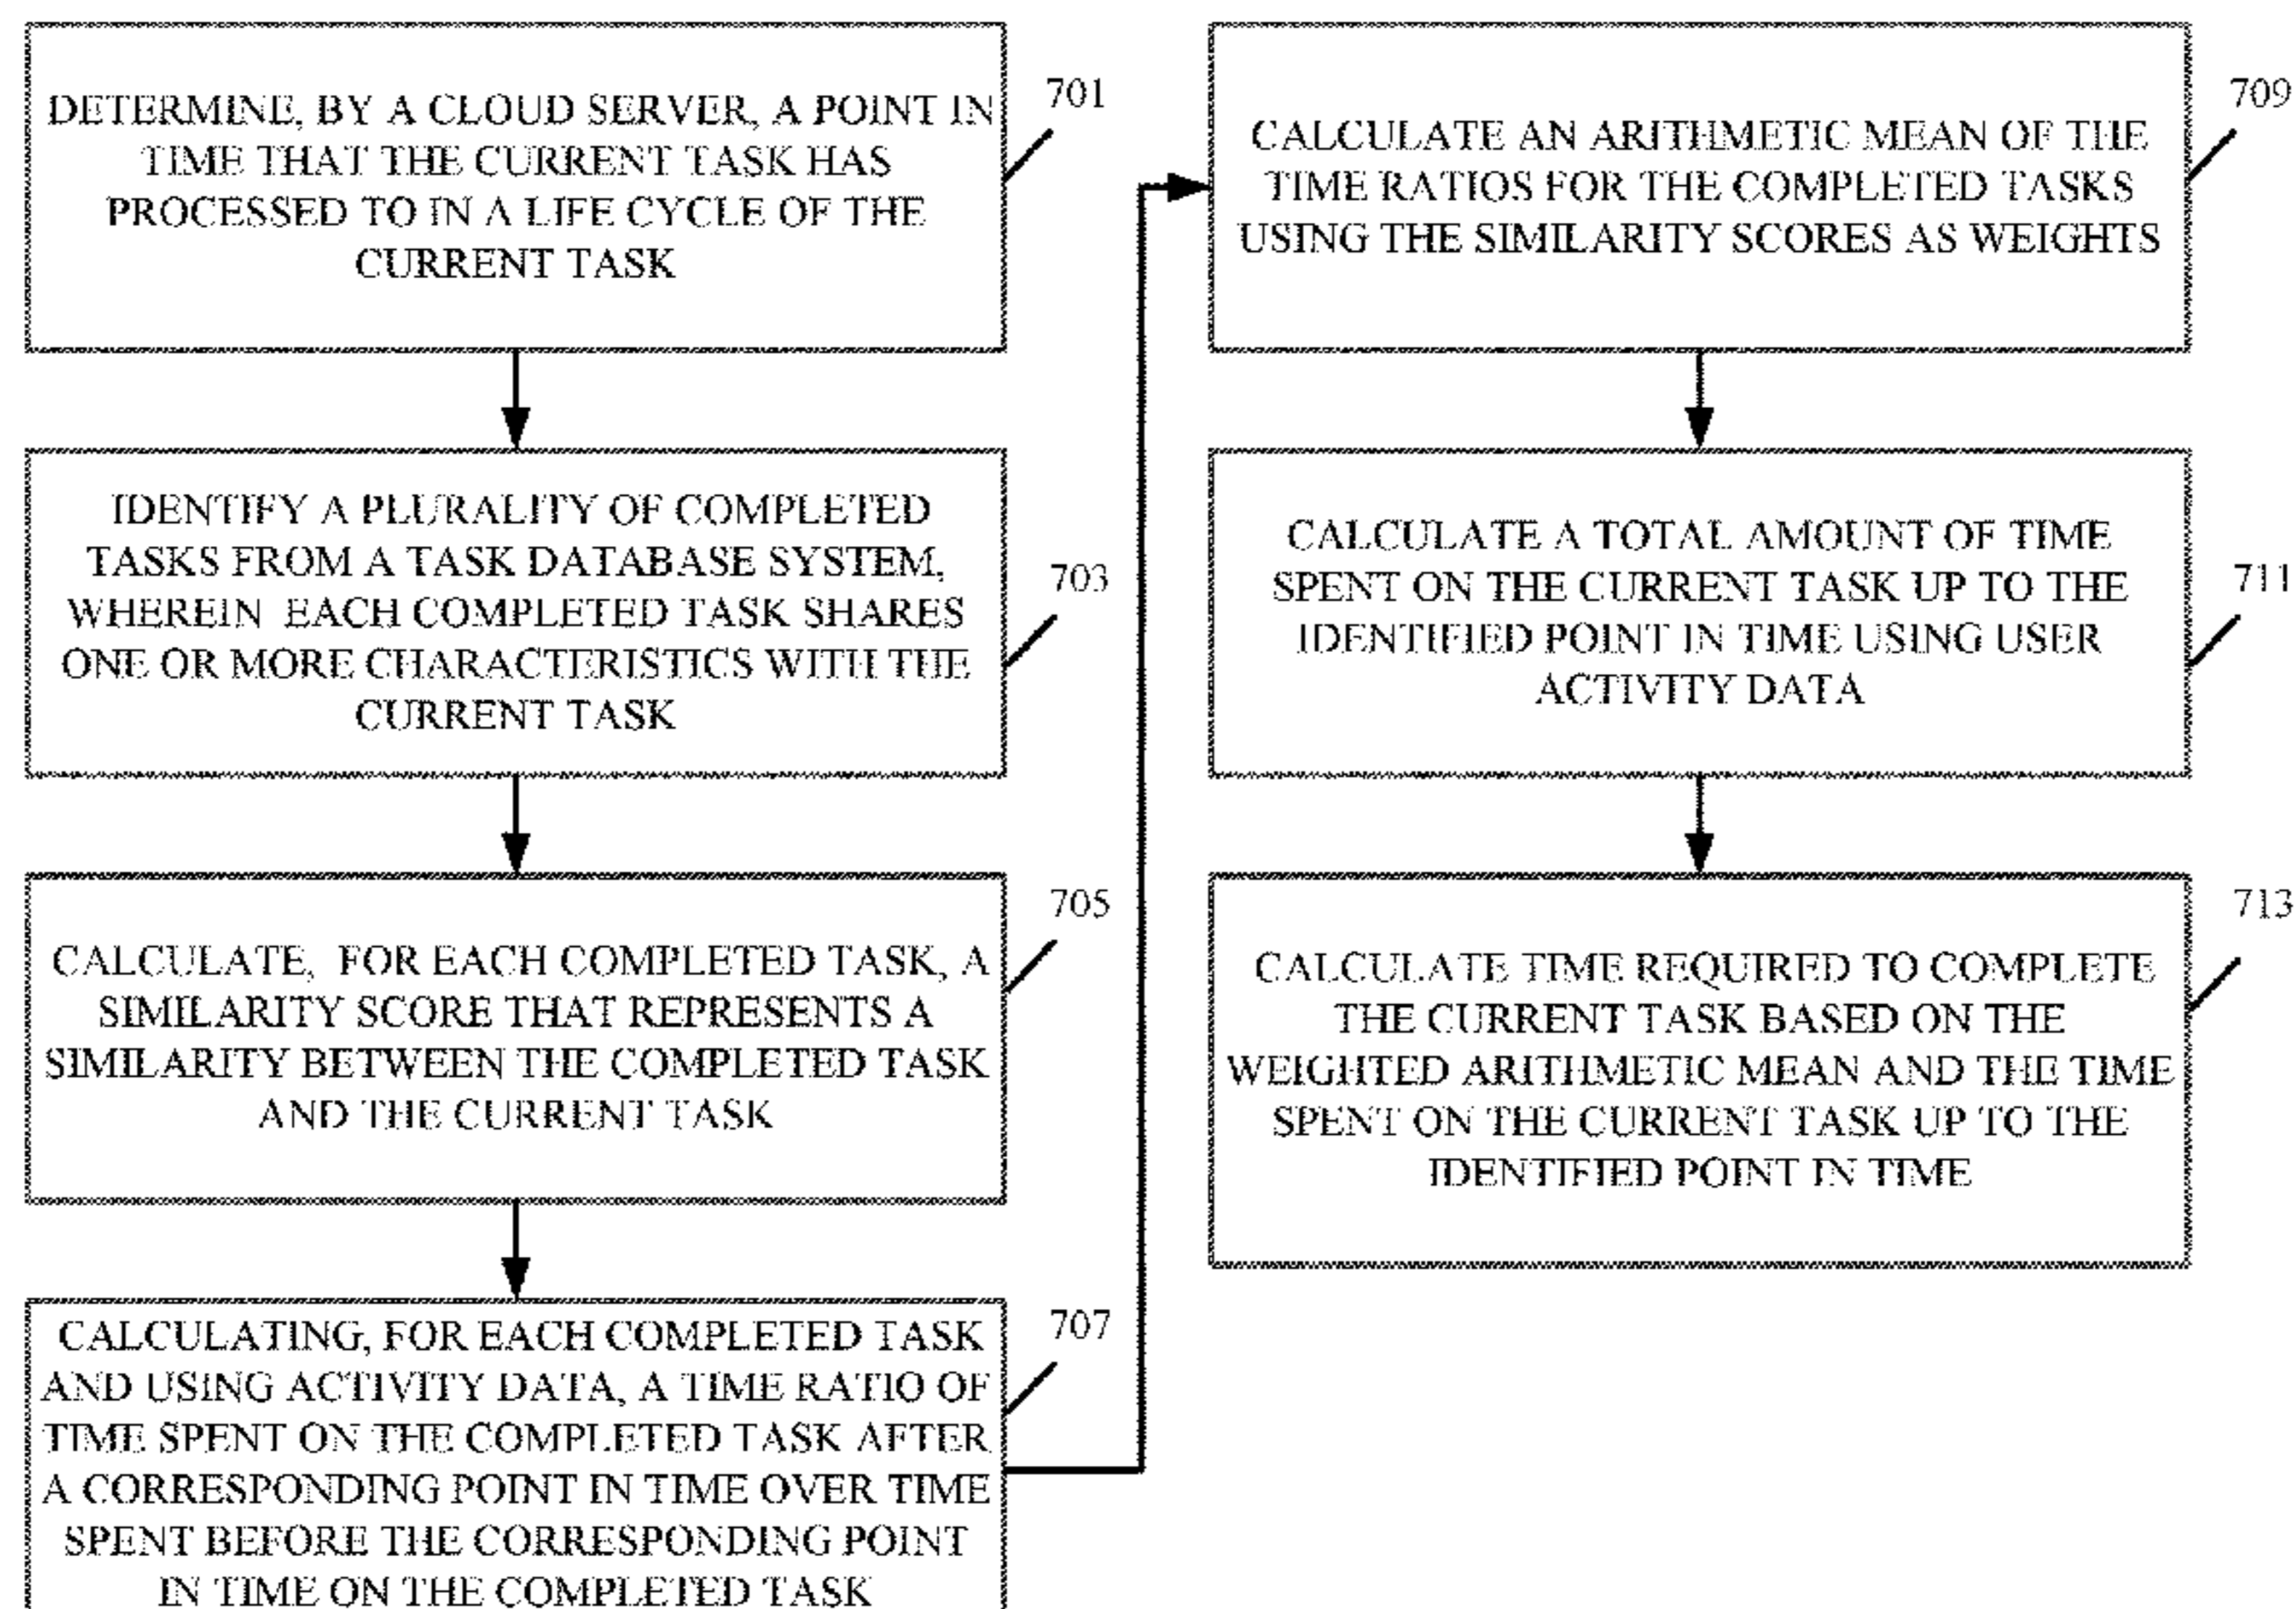 DETERMINE, BY A CLOUD SERVER, A POINT IN
TIME THAT THE CURRENT TASK HAS
PROCESSED TO IN A LIFE CYCLE OF THE
CURRENT TASK
701
IDENTIFY A PLURALITY OF COMPLETED
TASKS FROM A TASK DATABASE SYSTEM,
WHEREIN EACH COMPLETED TASK SHARES
ONE OR MORE CHARACTERISTICS WITH THE
CURRENT TASK
703
CALCULATE, FOR EACH COMPLETED TASK, A
SIMILARITY SCORE THAT REPRESENTS A
SIMILARITY BETWEEN THE COMPLETED TASK
AND THE CURRENT TASK
705
CALCULATING, FOR EACH COMPLETED TASK
AND USING ACTIVITY DATA, A TIME RATIO OF
TIME SPENT ON THE COMPLETED TASK AFTER
A CORRESPONDING POINT IN TIME OVER TIME
SPENT BEFORE THE CORRESPONDING POINT
IN TIME ON THE COMPLETED TASK
707
CALCULATE AN ARITHMETIC MEAN OF THE
TIME RATIOS FOR THE COMPLETED TASKS
USING THE SIMILARITY SCORES AS WEIGHTS
709
CALCULATE A TOTAL AMOUNT OF TIME
SPENT ON THE CURRENT TASK UP TO THE
IDENTIFIED POINT IN TIME USING USER
ACTIVITY DATA
711
CALCULATE TIME REQUIRED TO COMPLETE
THE CURRENT TASK BASED ON THE
WEIGHTED ARITHMETIC MEAN AND THE TIME
SPENT ON THE CURRENT TASK UP TO THE
IDENTIFIED POINT IN TIME
713